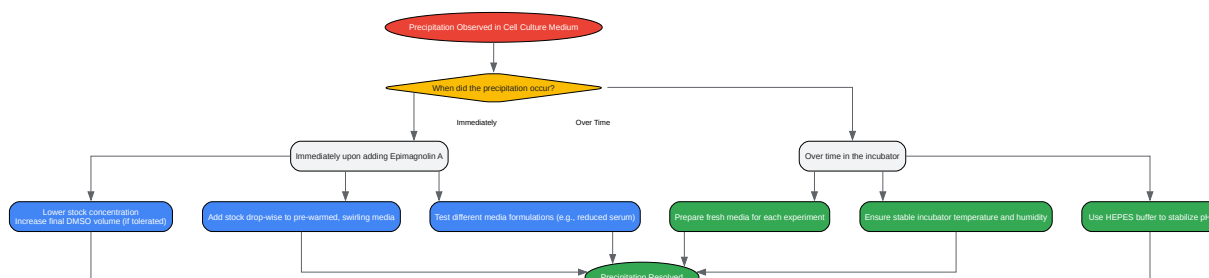 Precipitation Observed in Cell Culture Medium
When did the precipitation occur?
Immediately
Over Time
Immediately upon adding Epimagnolin A
Over time in the incubator
Lower stock concentration
Increase final DMSO volume (if tolerated)
Add stock drop-wise to pre-warmed, swirling media
Test different media formulations (e.g., reduced serum)
Prepare fresh media for each experiment
Ensure stable incubator temperature and humidity
Use HEPES buffer to stabilize pH
Precipitation Resolved